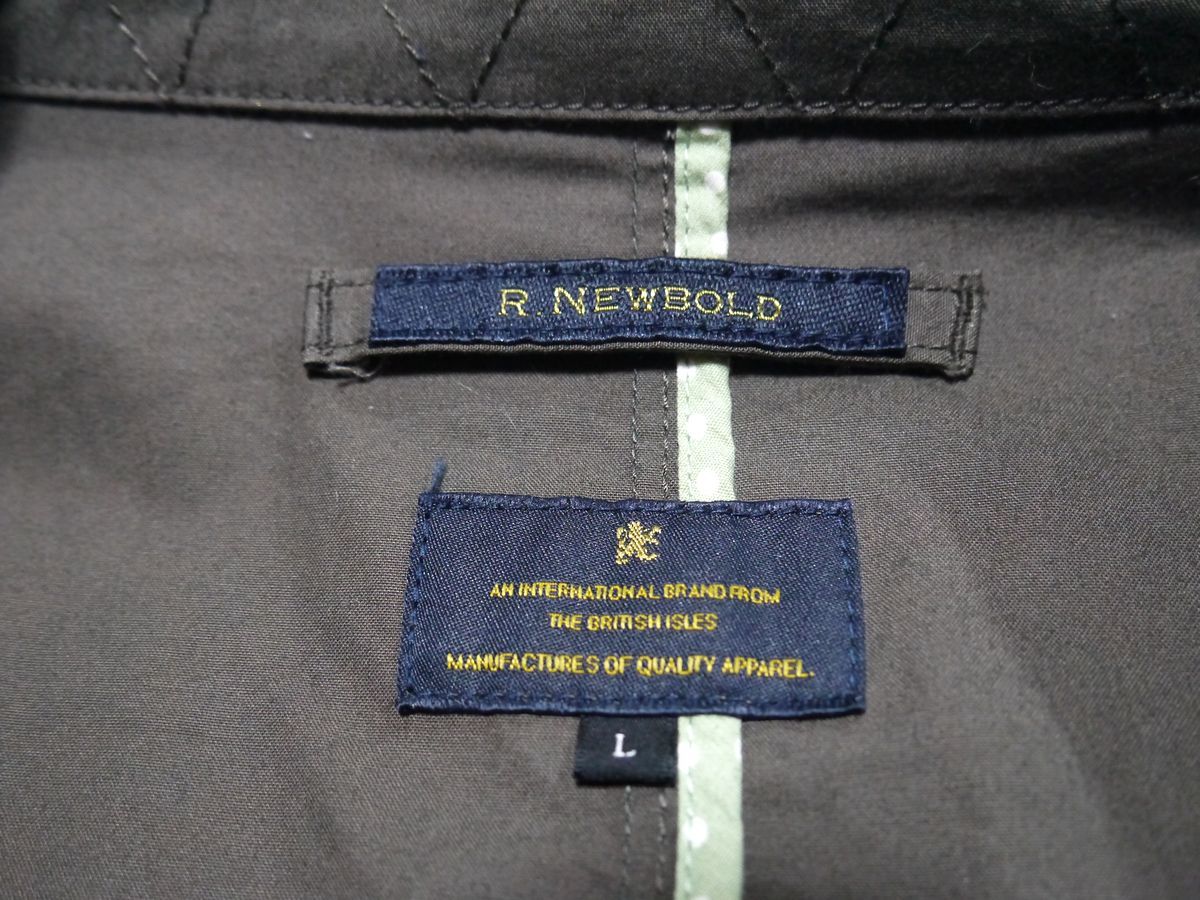 R. NEWBOLD
AN INTERNATIONAL BRAND FROM
THE BRITISH ISLES
MANUFACTURES OF QUALITY APPAREL.
L